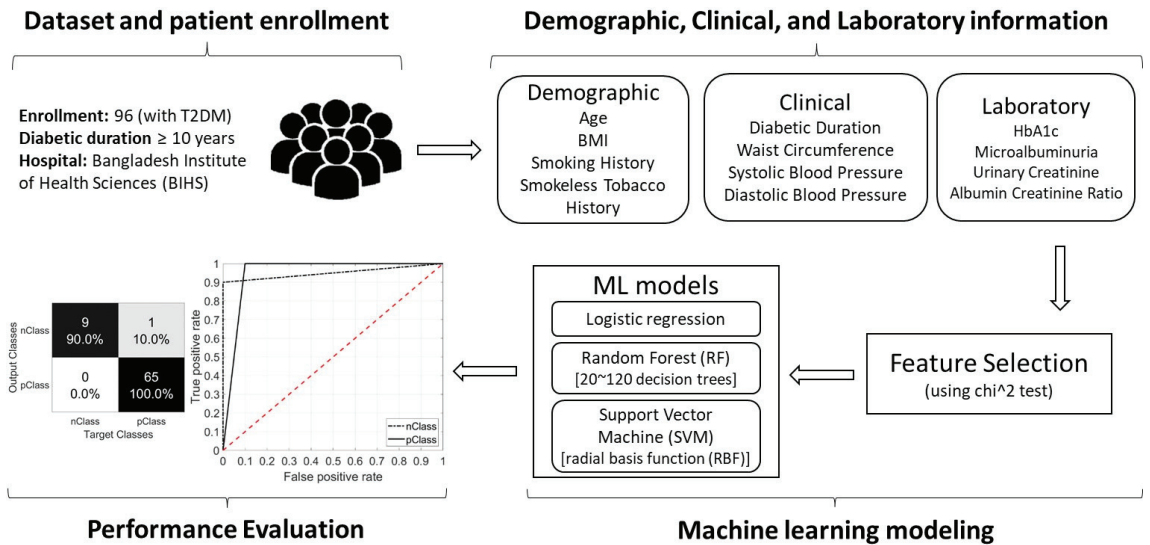 Dataset and patient enrollment
Demographic, Clinical, and Laboratory information
Enrollment: 96 (with T2DM)
Diabetic duration ≥ 10 years
Hospital: Bangladesh Institute
of Health Sciences (BIHS)
Demographic
Age
BMI
Smoking History
Smokeless Tobacco
History
Clinical
Diabetic Duration
Waist Circumference
Systolic Blood Pressure
Diastolic Blood Pressure
Laboratory
HbA1c
Microalbuminuria
Urinary Creatinine
Albumin Creatinine Ratio
Feature Selection
(using chi^2 test)
ML models
Logistic regression
Random Forest (RF)
[20~120 decision trees]
Support Vector
Machine (SVM)
[radial basis function (RBF)]
Machine learning modeling
Output Classes
nClass
pClass
9
90.0%
1
10.0%
0
0.0%
65
100.0%
nClass
pClass
Target Classes
True positive rate
1
0.9
0.8
0.7
0.6
0.5
0.4
0.3
0.2
0.1
0
0 0.1 0.2 0.3 0.4 0.5 0.6 0.7 0.8 0.9 1
False positive rate
nClass
pClass
Performance Evaluation